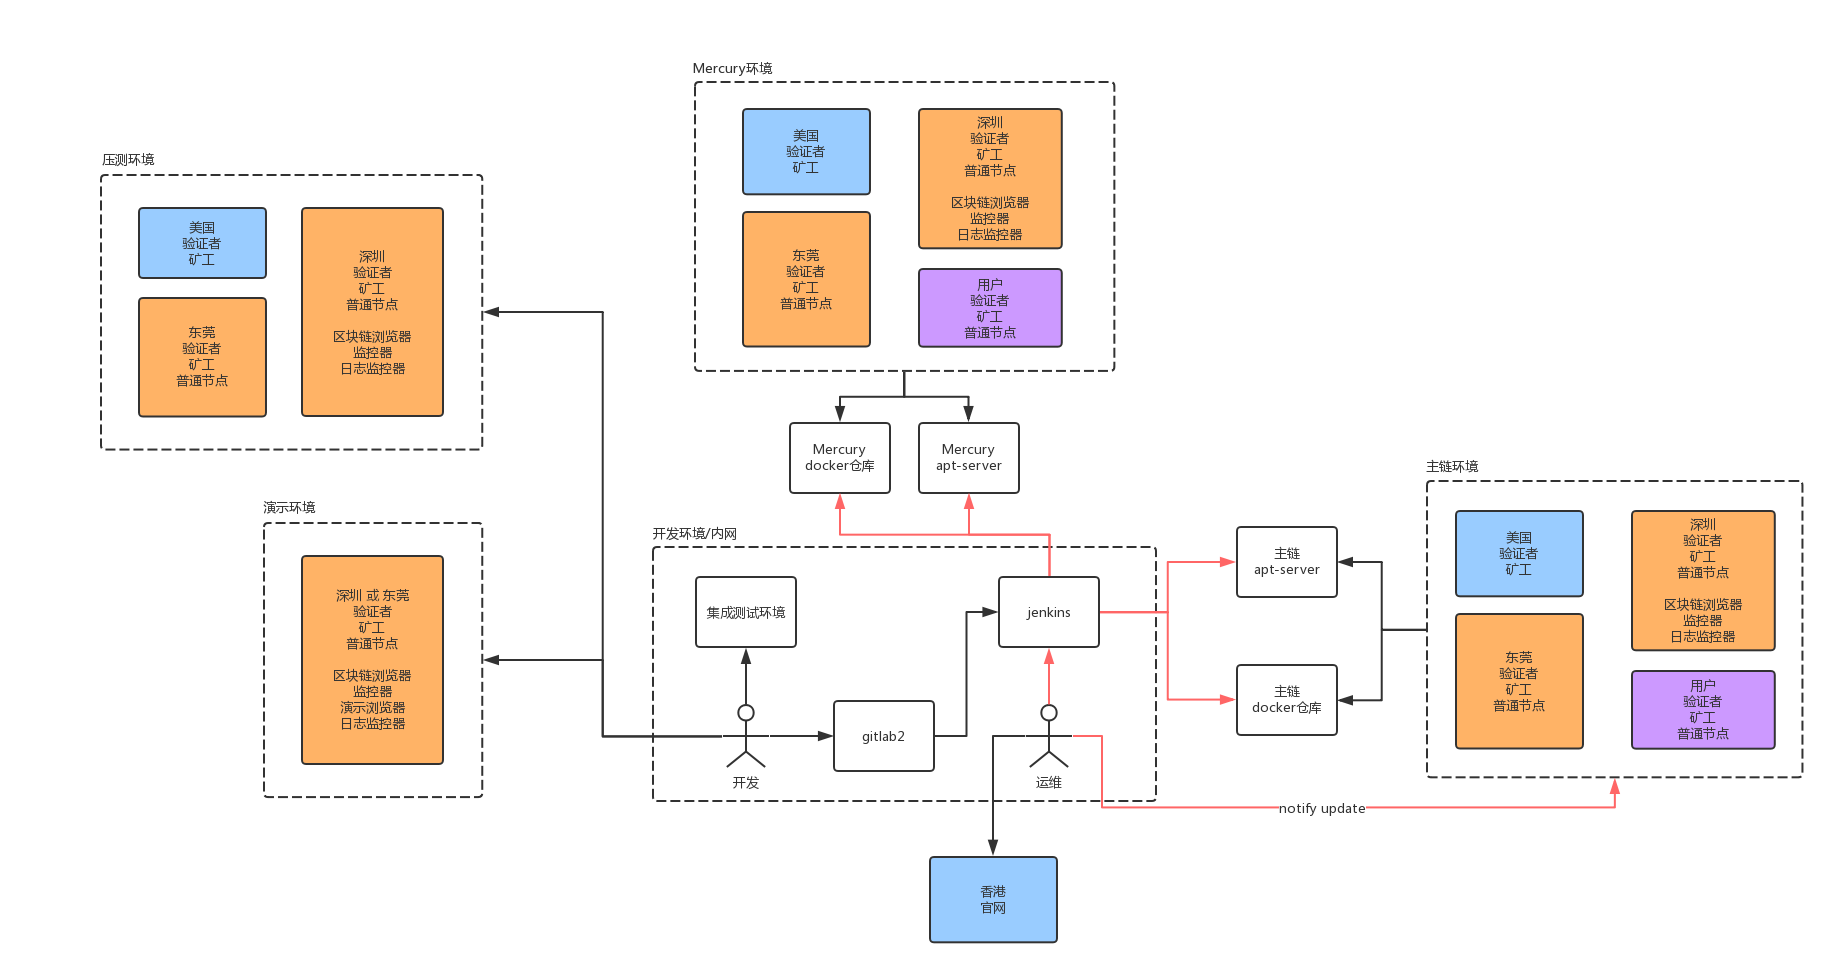 Mercury环境
美国
验证者
矿工
深圳
验证者
矿工
普通节点
区块链浏览器
监控器
日志监控器
东莞
验证者
矿工
普通节点
用户
验证者
矿工
普通节点
压测环境
美国
验证者
矿工
深圳
验证者
矿工
普通节点
区块链浏览器
监控器
日志监控器
东莞
验证者
矿工
普通节点
Mercury
docker仓库
Mercury
apt-server
演示环境
深圳 或 东莞
验证者
矿工
普通节点
区块链浏览器
监控器
演示浏览器
日志监控器
开发环境/内网
集成测试环境
jenkins
gitlab2
开发
运维
主链
apt-server
主链
docker仓库
主链环境
美国
验证者
矿工
深圳
验证者
矿工
普通节点
区块链浏览器
监控器
日志监控器
东莞
验证者
矿工
普通节点
用户
验证者
矿工
普通节点
notify update
香港
官网